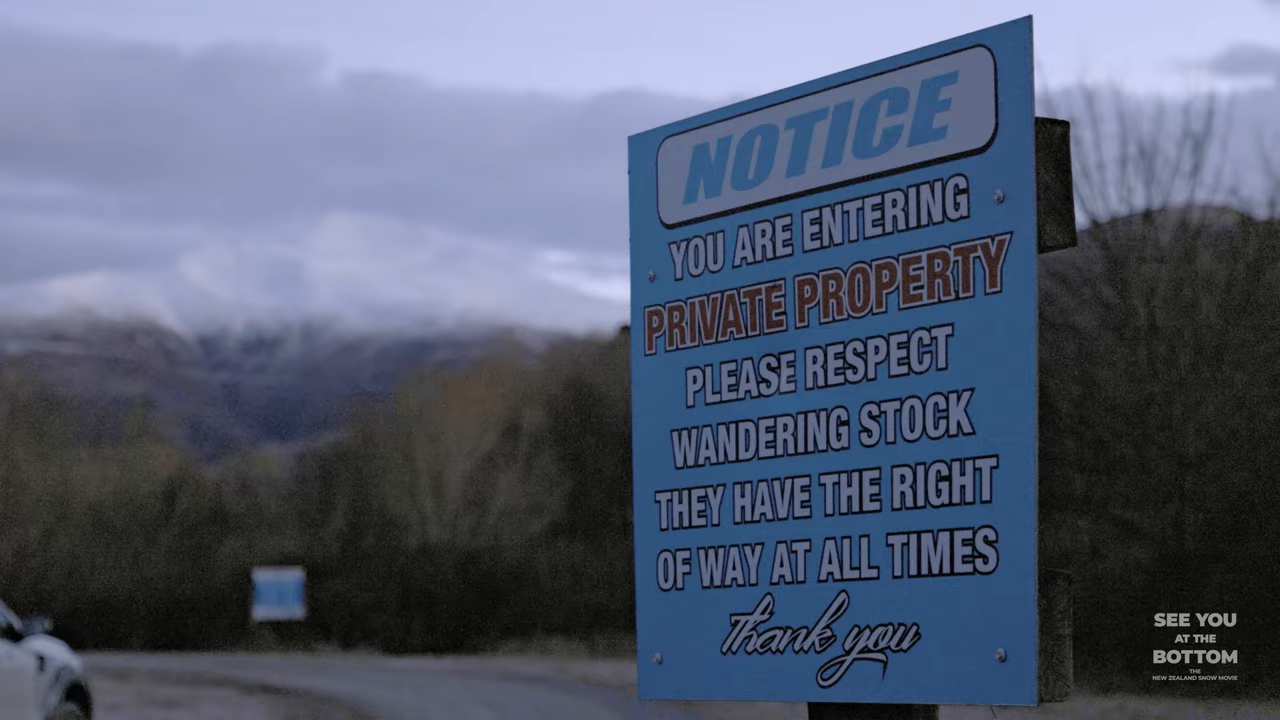 NOTICE
YOU ARE ENTERING
PRIVATE PROPERTY
PLEASE RESPECT
WANDERING STOCK
THEY HAVE THE RIGHT
OF WAY AT ALL TIMES
Thank you
SEE YOU
AT THE
BOTTOM
THE
NEW ZEALAND SNOW MOVIE